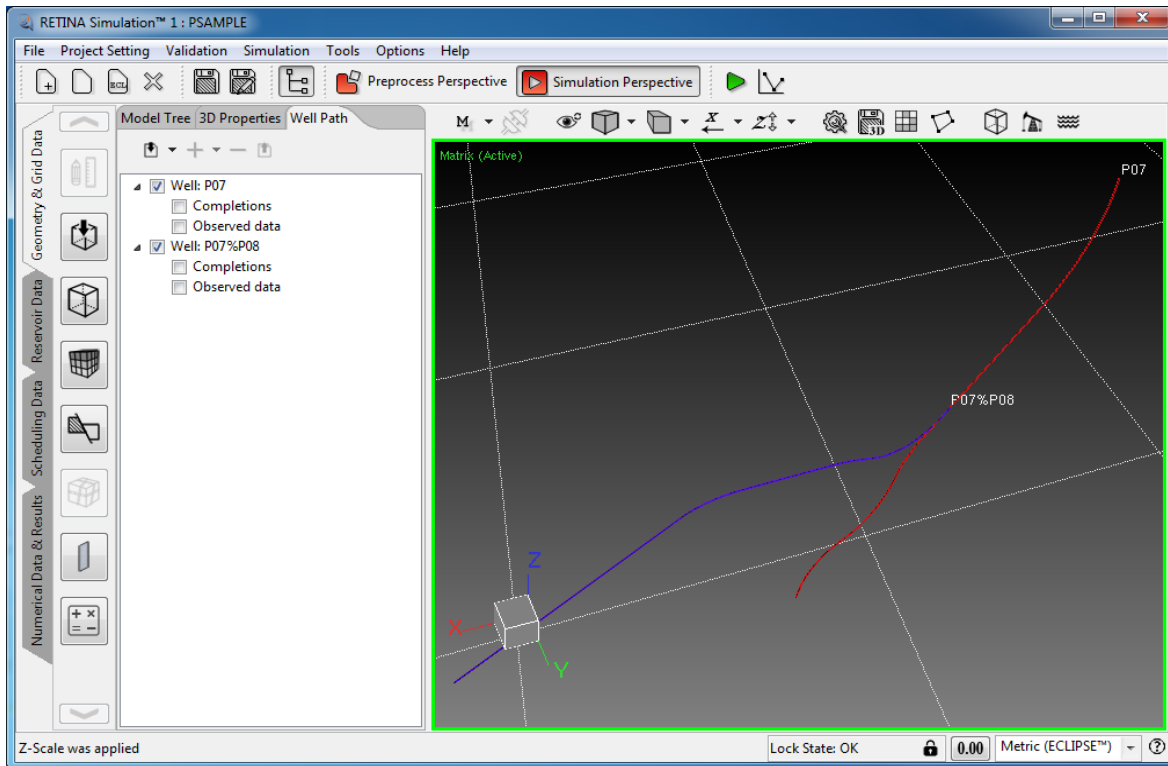 RETINA Simulation™ 1 : PSAMPLE
File Project Setting Validation Simulation Tools Options Help
ECL Preprocess Perspective Simulation Perspective
Model Tree 3D Properties Well Path
M X Z 3D
Geometry & Grid Data
Reservoir Data
Scheduling Data
Numerical Data & Results
Well: P07
Completions
Observed data
Well: P07%P08
Completions
Observed data
Matrix (Active)
P07
P07%P08
Z
X
Y
Z-Scale was applied
Lock State: OK 0.00 Metric (ECLIPSE™)